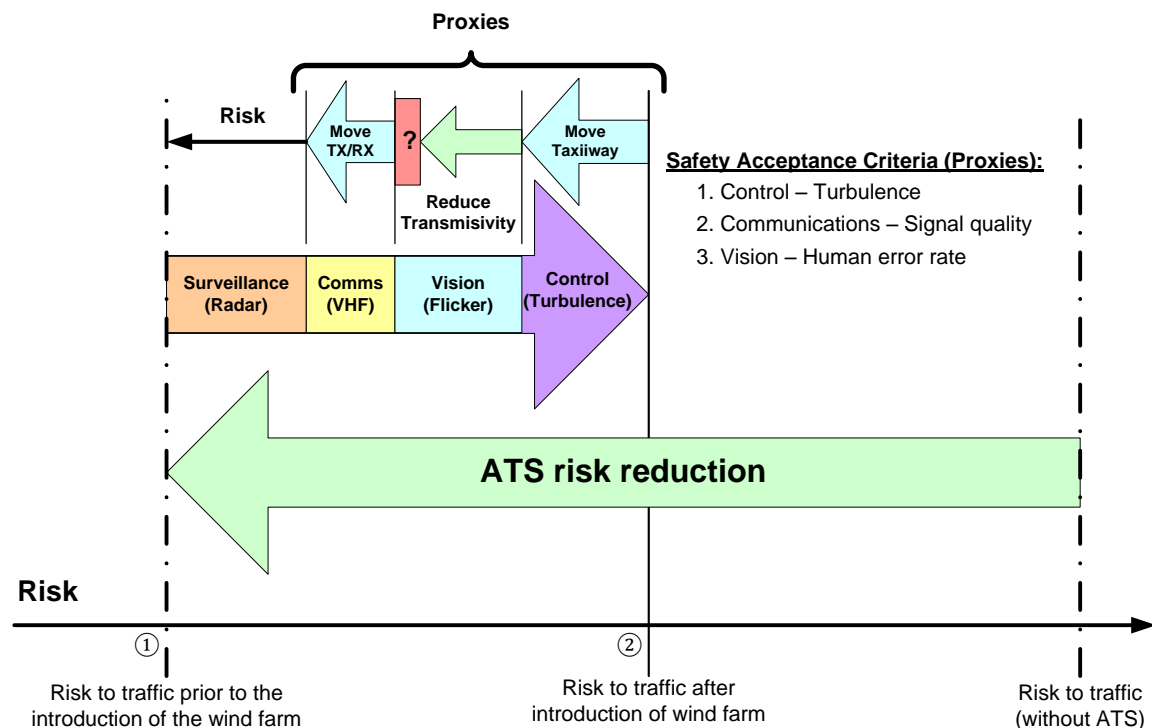 Proxies
Risk
Move
TX/RX
?
Move
Taxiiway
Reduce
Transmisivity
Safety Acceptance Criteria (Proxies):
1. Control – Turbulence
2. Communications – Signal quality
3. Vision – Human error rate
Surveillance
(Radar)
Comms
(VHF)
Vision
(Flicker)
Control
(Turbulence)
ATS risk reduction
Risk
①
②
Risk to traffic prior to the
introduction of the wind farm
Risk to traffic after
introduction of wind farm
Risk to traffic
(without ATS)